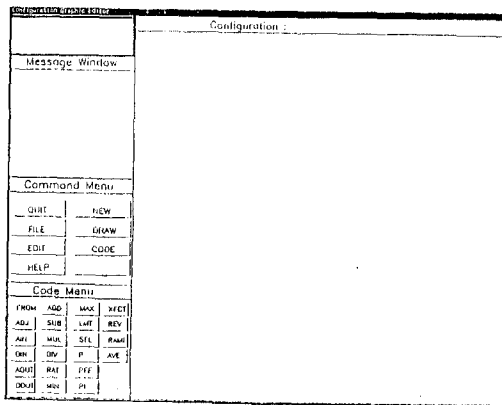 Configuration Graphic Editor
Configuration :
Message Window
Command Menu
QUIT NEW
FILE DRAW
EDIT CODE
HELP
Code Menu
FROM ADD MAX XFCT
ADJ SUB LMT REV
AIN MUL SEL RAMP
DIN DIV P AVE
AOUT RAT PFF
DOUT MIN PI